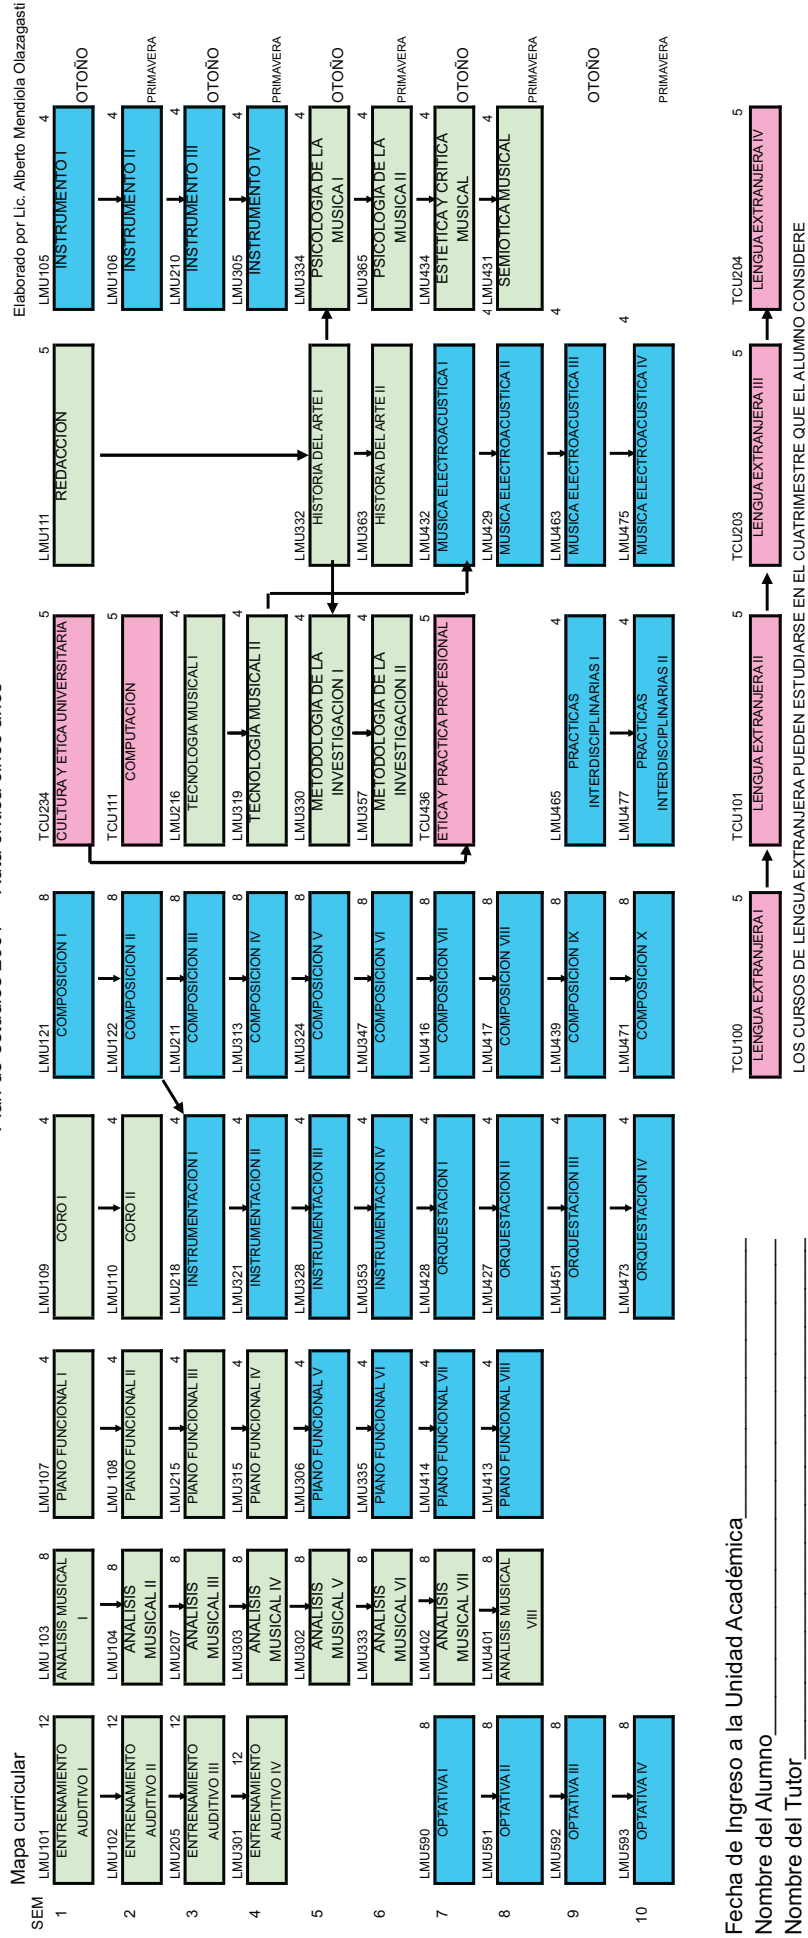 Elaborado por Lic. Alberto Mendiola Olazagasti
Mapa curricular
SEM
1
LMU101 12
ENTRENAMIENTO
AUDITIVO I
LMU103 8
ANALISIS MUSICAL
I
LMU107 4
PIANO FUNCIONAL I
LMU109 4
CORO I
LMU121 8
COMPOSICION I
TCU234 5
CULTURA Y ETICA UNIVERSITARIA
LMU111 5
REDACCION
LMU105 4
INSTRUMENTO I
OTOÑO
2
LMU102 12
ENTRENAMIENTO
AUDITIVO II
LMU104 8
ANALISIS
MUSICAL II
LMU 108 4
PIANO FUNCIONAL II
LMU110 4
CORO II
LMU122 8
COMPOSICION II
TCU111 5
COMPUTACION
LMU106 4
INSTRUMENTO II
PRIMAVERA
3
LMU205 12
ENTRENAMIENTO
AUDITIVO III
LMU207 8
ANALISIS
MUSICAL III
LMU215 4
PIANO FUNCIONAL III
LMU218 4
INSTRUMENTACION I
LMU211 8
COMPOSICION III
LMU216 4
TECNOLOGIA MUSICAL I
LMU210 4
INSTRUMENTO III
OTOÑO
4
LMU301 12
ENTRENAMIENTO
AUDITIVO IV
LMU303 8
ANALISIS
MUSICAL IV
LMU315 4
PIANO FUNCIONAL IV
LMU321 4
INSTRUMENTACION II
LMU313 8
COMPOSICION IV
LMU319 4
TECNOLOGIA MUSICAL II
LMU305 4
INSTRUMENTO IV
PRIMAVERA
5
LMU302 8
ANALISIS
MUSICAL V
LMU306 4
PIANO FUNCIONAL V
LMU328 4
INSTRUMENTACION III
LMU324 8
COMPOSICION V
LMU330 4
METODOLOGIA DE LA
INVESTIGACION I
LMU332
HISTORIA DEL ARTE I
LMU334 4
PSICOLOGIA DE LA
MUSICA I
OTOÑO
6
LMU333 8
ANALISIS
MUSICAL VI
LMU335 4
PIANO FUNCIONAL VI
LMU353 4
INSTRUMENTACION IV
LMU347 8
COMPOSICION VI
LMU357 4
METODOLOGIA DE LA
INVESTIGACION II
LMU363
HISTORIA DEL ARTE II
LMU365 4
PSICOLOGIA DE LA
MUSICA II
PRIMAVERA
7
LMU590 8
OPTATIVA I
LMU402 8
ANALISIS
MUSICAL VII
LMU414 4
PIANO FUNCIONAL VII
LMU428 4
ORQUESTACION I
LMU416 8
COMPOSICION VII
TCU436 5
ETICA Y PRACTICA PROFESIONAL
LMU432
MUSICA ELECTROACUSTICA I
LMU434 4
ESTETICA Y CRITICA
MUSICAL
OTOÑO
8
LMU591 8
OPTATIVA II
LMU401 8
ANALISIS MUSICAL
VIII
LMU413 4
PIANO FUNCIONAL VIII
LMU427 4
ORQUESTACION II
LMU417 8
COMPOSICION VIII
LMU429 4
MUSICA ELECTROACUSTICA II
LMU431 4
SEMIOTICA MUSICAL
PRIMAVERA
9
LMU592 8
OPTATIVA III
LMU451 4
ORQUESTACION III
LMU439 8
COMPOSICION IX
LMU465 4
PRACTICAS
INTERDISCIPLINARIAS I
LMU463 4
MUSICA ELECTROACUSTICA III
OTOÑO
10
LMU593 8
OPTATIVA IV
LMU473 4
ORQUESTACION IV
LMU471 8
COMPOSICION X
LMU477 4
PRACTICAS
INTERDISCIPLINARIAS II
LMU475 4
MUSICA ELECTROACUSTICA IV
PRIMAVERA
TCU100 5
LENGUA EXTRANJERA I
TCU101 5
LENGUA EXTRANJERA II
TCU203 5
LENGUA EXTRANJERA III
TCU204 5
LENGUA EXTRANJERA IV
LOS CURSOS DE LENGUA EXTRANJERA PUEDEN ESTUDIARSE EN EL CUATRIMESTRE QUE EL ALUMNO CONSIDERE
Fecha de Ingreso a la Unidad Académica
Nombre del Alumno
Nombre del Tutor